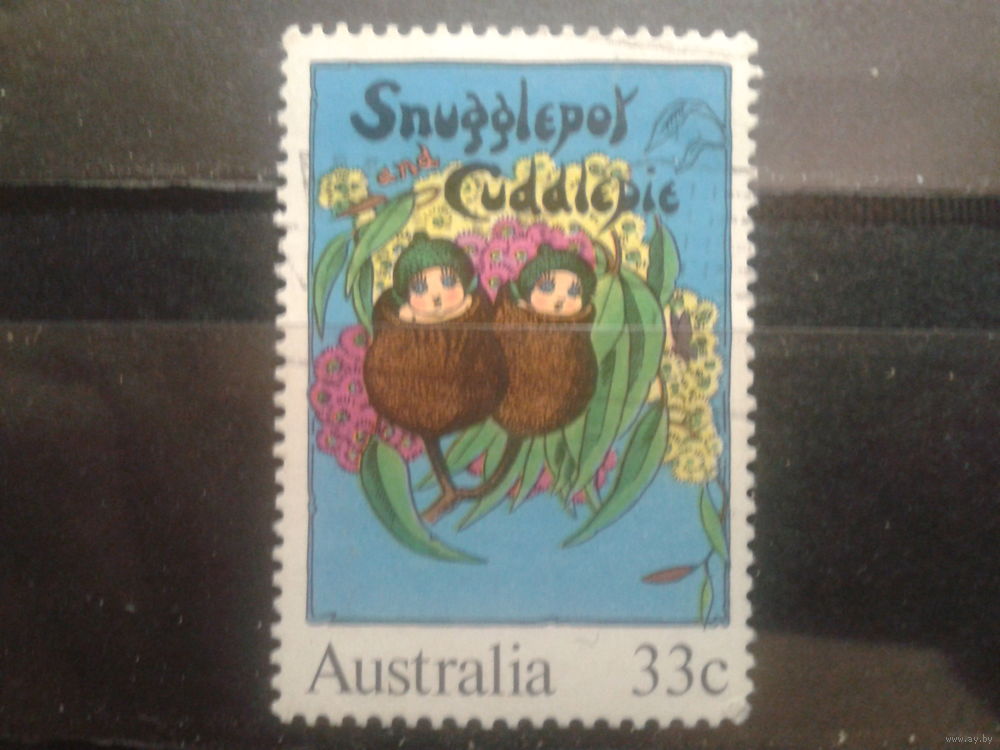 Snugglepot
and
Cuddlepie
Australia 33c
www.ay.by